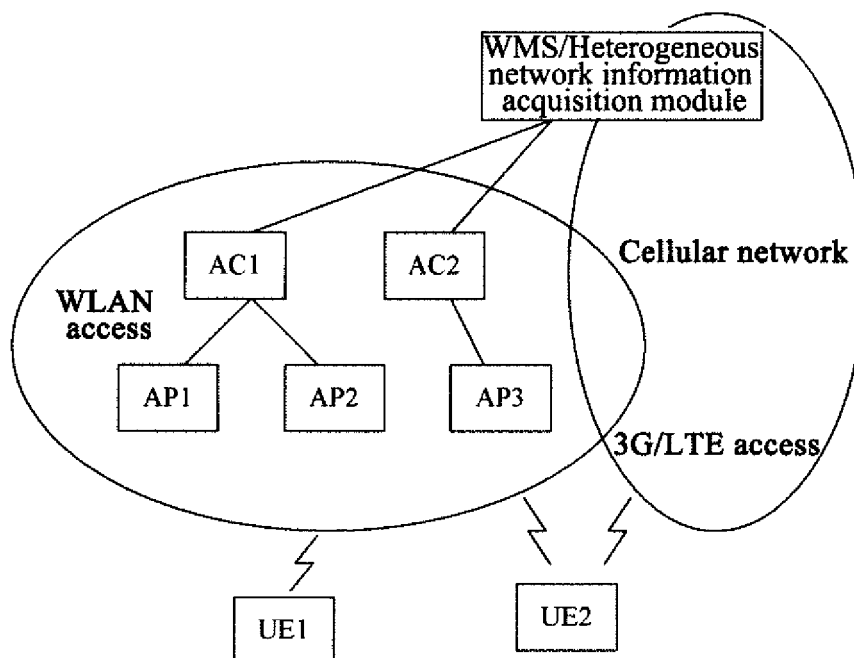 WMS/Heterogeneous
network information
acquisition module
Cellular network
AC1
AC2
WLAN
access
AP1
AP2
AP3
3G/LTE access
UE1
UE2